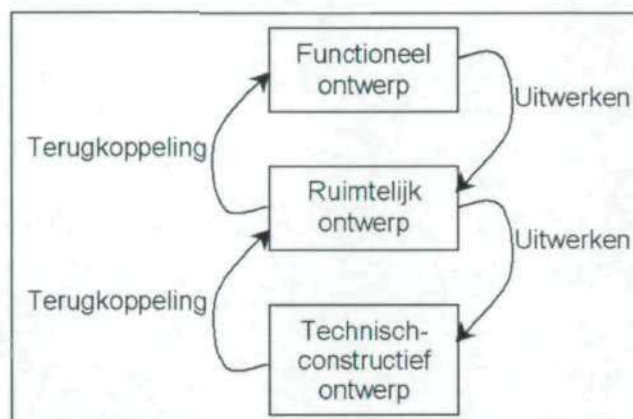 Functioneel
ontwerp
Uitwerken
Terugkoppeling
Ruimtelijk
ontwerp
Uitwerken
Terugkoppeling
Technisch-
constructief
ontwerp